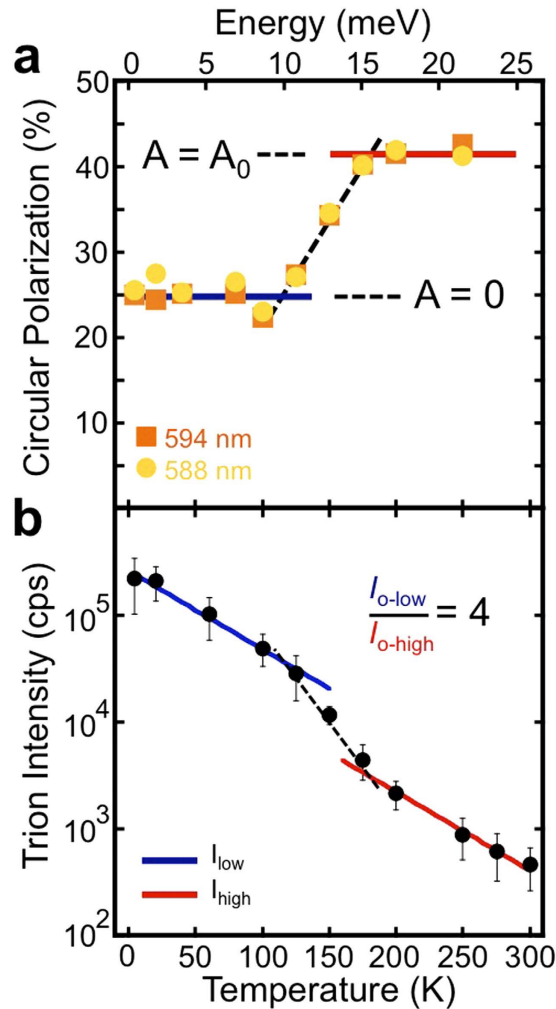 Energy (meV)
a
0 5 10 15 20 25
50
40
30
20
10
Circular Polarization (%)
A = A0
A = 0
594 nm
588 nm
b
Trion Intensity (cps)
10^5
10^4
10^3
10^2
Io-low
Io-high
= 4
Ilow
Ihigh
0 50 100 150 200 250 300
Temperature (K)